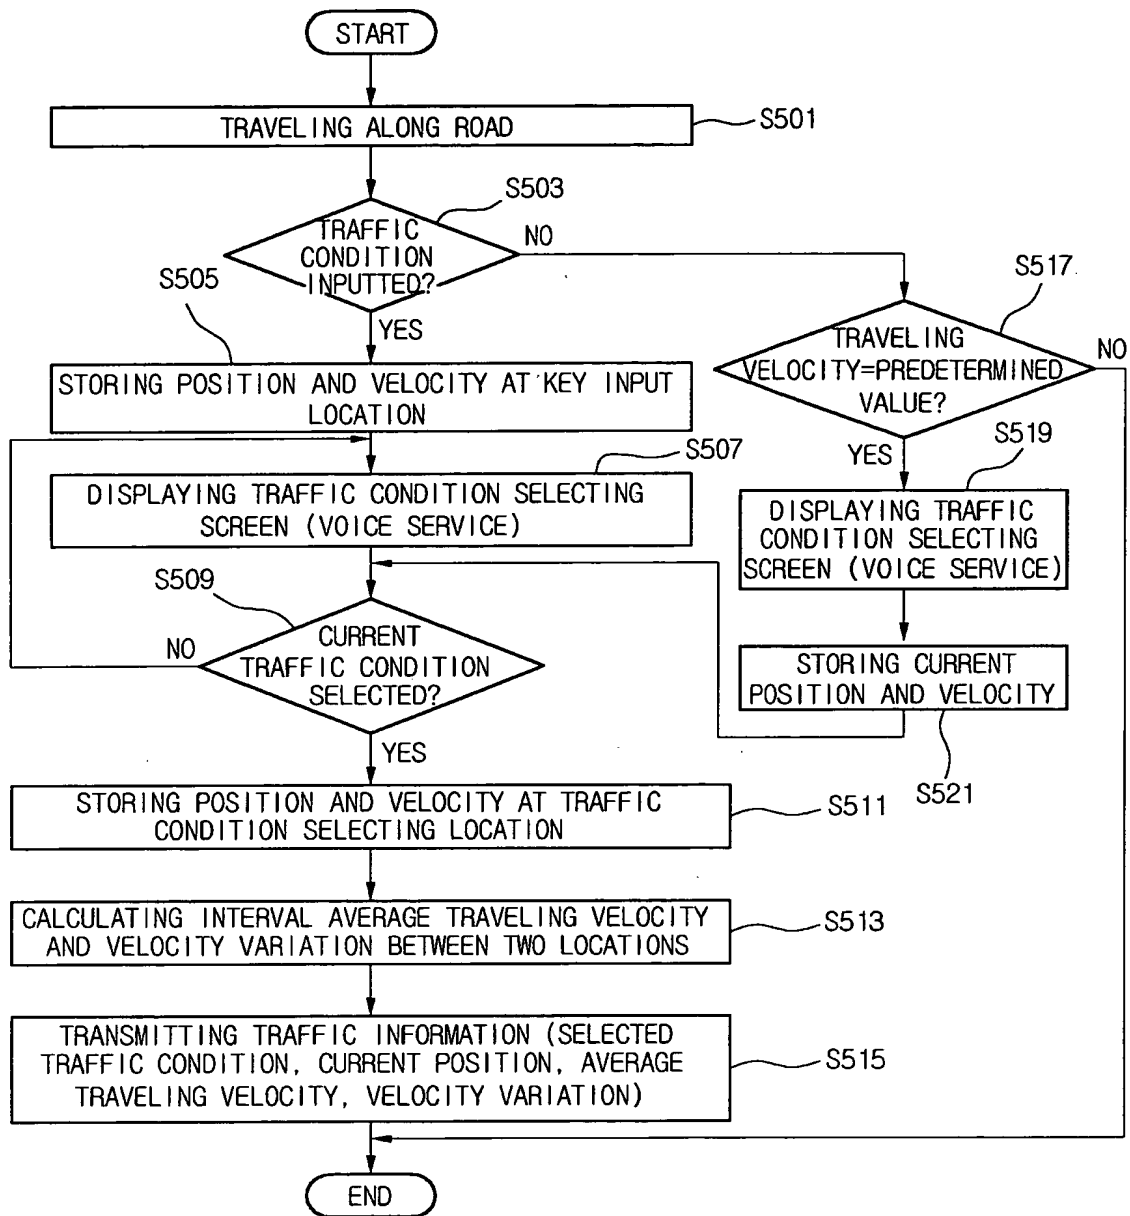 START
TRAVELING ALONG ROAD
S501
S503
TRAFFIC
CONDITION
INPUTTED?
NO
YES
S505
STORING POSITION AND VELOCITY AT KEY INPUT
LOCATION
S517
TRAVELING
VELOCITY=PREDETERMINED
VALUE?
NO
YES
S507
DISPLAYING TRAFFIC CONDITION SELECTING
SCREEN (VOICE SERVICE)
S519
DISPLAYING TRAFFIC
CONDITION SELECTING
SCREEN (VOICE SERVICE)
S509
CURRENT
TRAFFIC CONDITION
SELECTED?
NO
YES
STORING CURRENT
POSITION AND VELOCITY
S521
STORING POSITION AND VELOCITY AT TRAFFIC
CONDITION SELECTING LOCATION
S511
CALCULATING INTERVAL AVERAGE TRAVELING VELOCITY
AND VELOCITY VARIATION BETWEEN TWO LOCATIONS
S513
TRANSMITTING TRAFFIC INFORMATION (SELECTED
TRAFFIC CONDITION, CURRENT POSITION, AVERAGE
TRAVELING VELOCITY, VELOCITY VARIATION)
S515
END